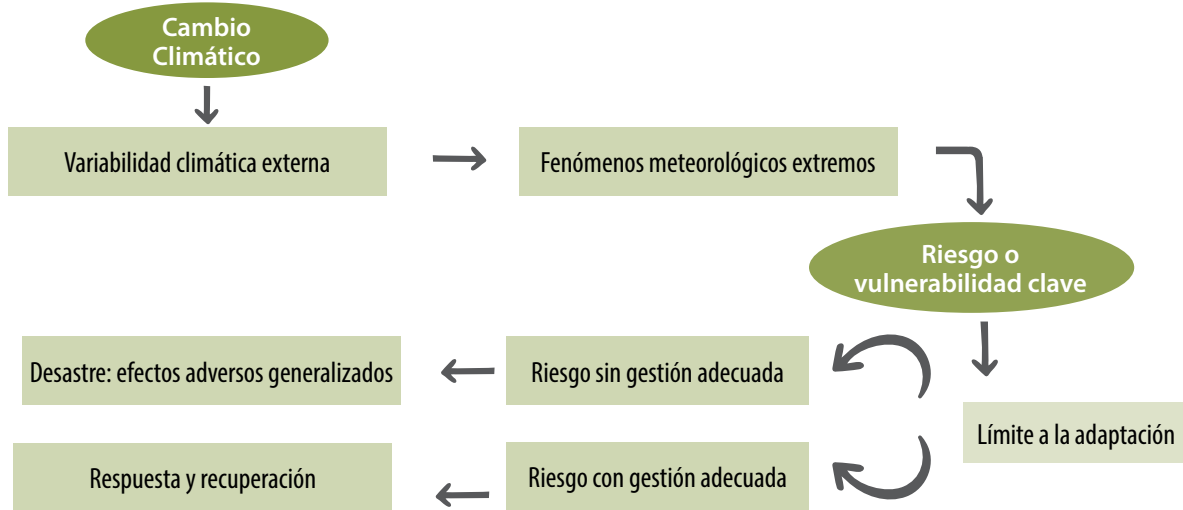 Cambio
Climático
Variabilidad climática externa
Fenómenos meteorológicos extremos
Riesgo o
vulnerabilidad clave
Desastre: efectos adversos generalizados
Riesgo sin gestión adecuada
Límite a la adaptación
Respuesta y recuperación
Riesgo con gestión adecuada